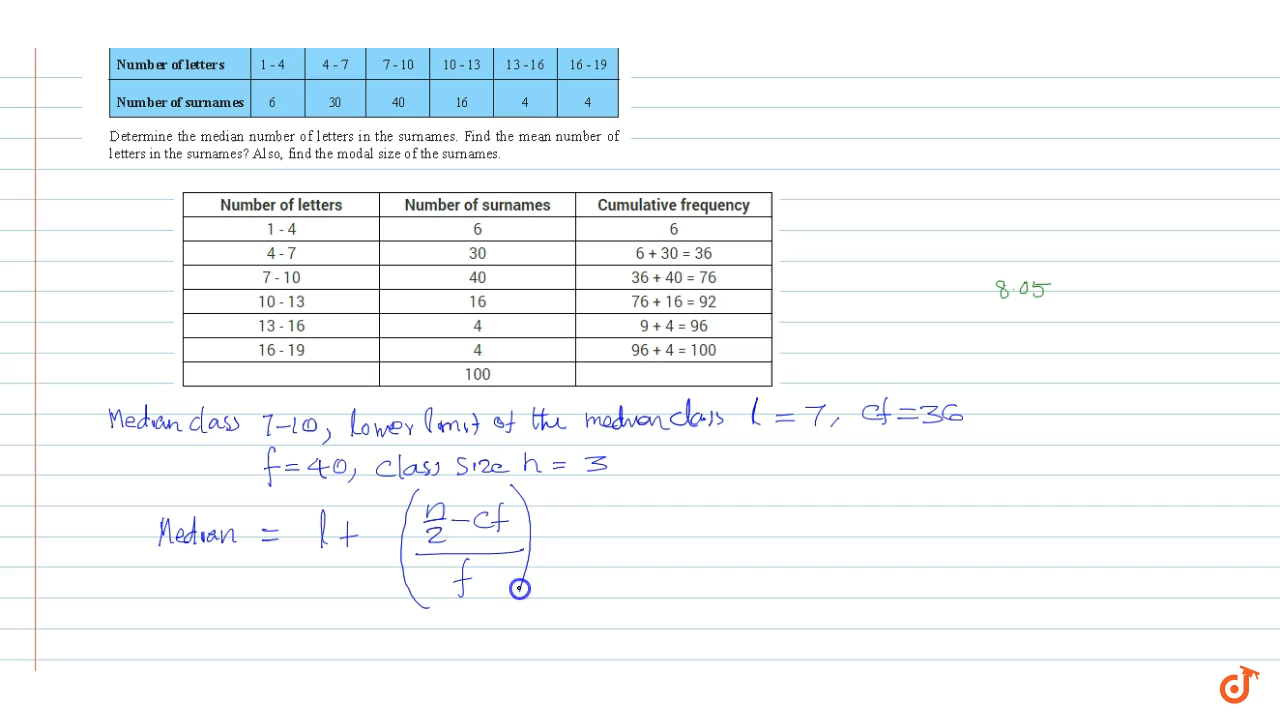 Number of letters 1 - 4 4 - 7 7 - 10 10 - 13 13 - 16 16 - 19
Number of surnames 6 30 40 16 4 4
Determine the median number of letters in the surnames. Find the mean number of
letters in the surnames? Also, find the modal size of the surnames.
Number of letters Number of surnames Cumulative frequency
1 - 4 6 6
4 - 7 30 6 + 30 = 36
7 - 10 40 36 + 40 = 76
10 - 13 16 76 + 16 = 92
8.05
13 - 16 4 9 + 4 = 96
16 - 19 4 96 + 4 = 100
100
Median class 7-10, lower limit of the median class l = 7, cf = 36
f = 40, class size h = 3
Median = l + ( (n/2 - cf) / f )